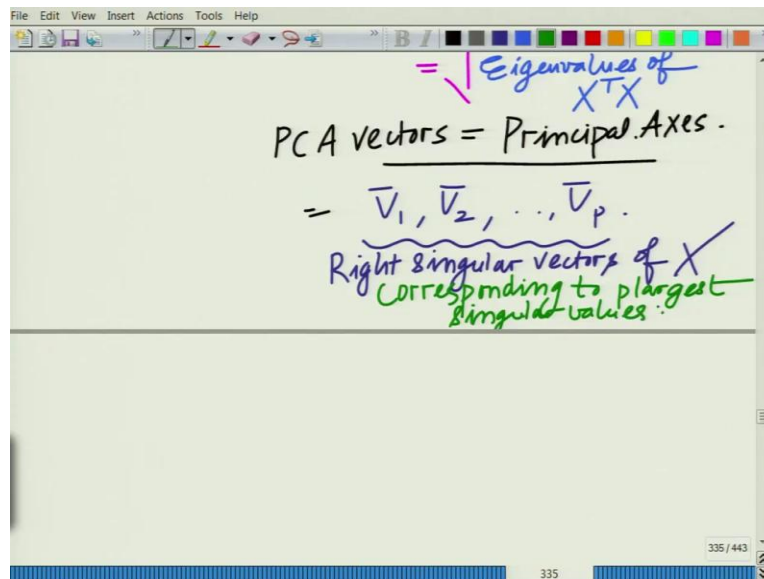 File Edit View Insert Actions Tools Help
B I
= √ Eigenvalues of
XᵀX
PCA vectors = Principal Axes.
= V̄₁, V̄₂, .., V̄ₚ.
Right singular vectors of X
Corresponding to p largest
singular values.
335 / 443
335